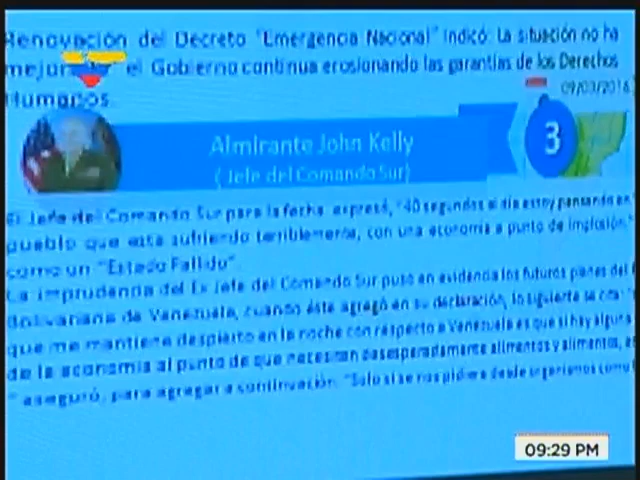 Renovación del Decreto "Emergencia Nacional" Indicó: La situación no ha
el Gobierno continua erosionando las garantías de los Derechos
Humanos.
09/03/2016
Almirante John Kelly
3
(Jefe del Comando Sur)
El Jefe del Comando Sur para la fecha expresó, "40 segundos al día estoy pensando en
pueblo que está sufriendo terriblemente, con una economía a punto de implosión,"
como un "Estado Fallido".
La imprudencia del Ex Jefe del Comando Sur puso en evidencia los futuros planes del
Bolivariana de Venezuela, cuando éste agregó en su declaración, lo siguiente se cita:
que me mantiene despierto en la noche con respecto a Venezuela es que si hay alguna
de la economía al punto de que necesitan desesperadamente alimentos y alimentos,
" aseguró, para agregar a continuación: "Solo si se nos pidiera desde organismos como
09:29 PM